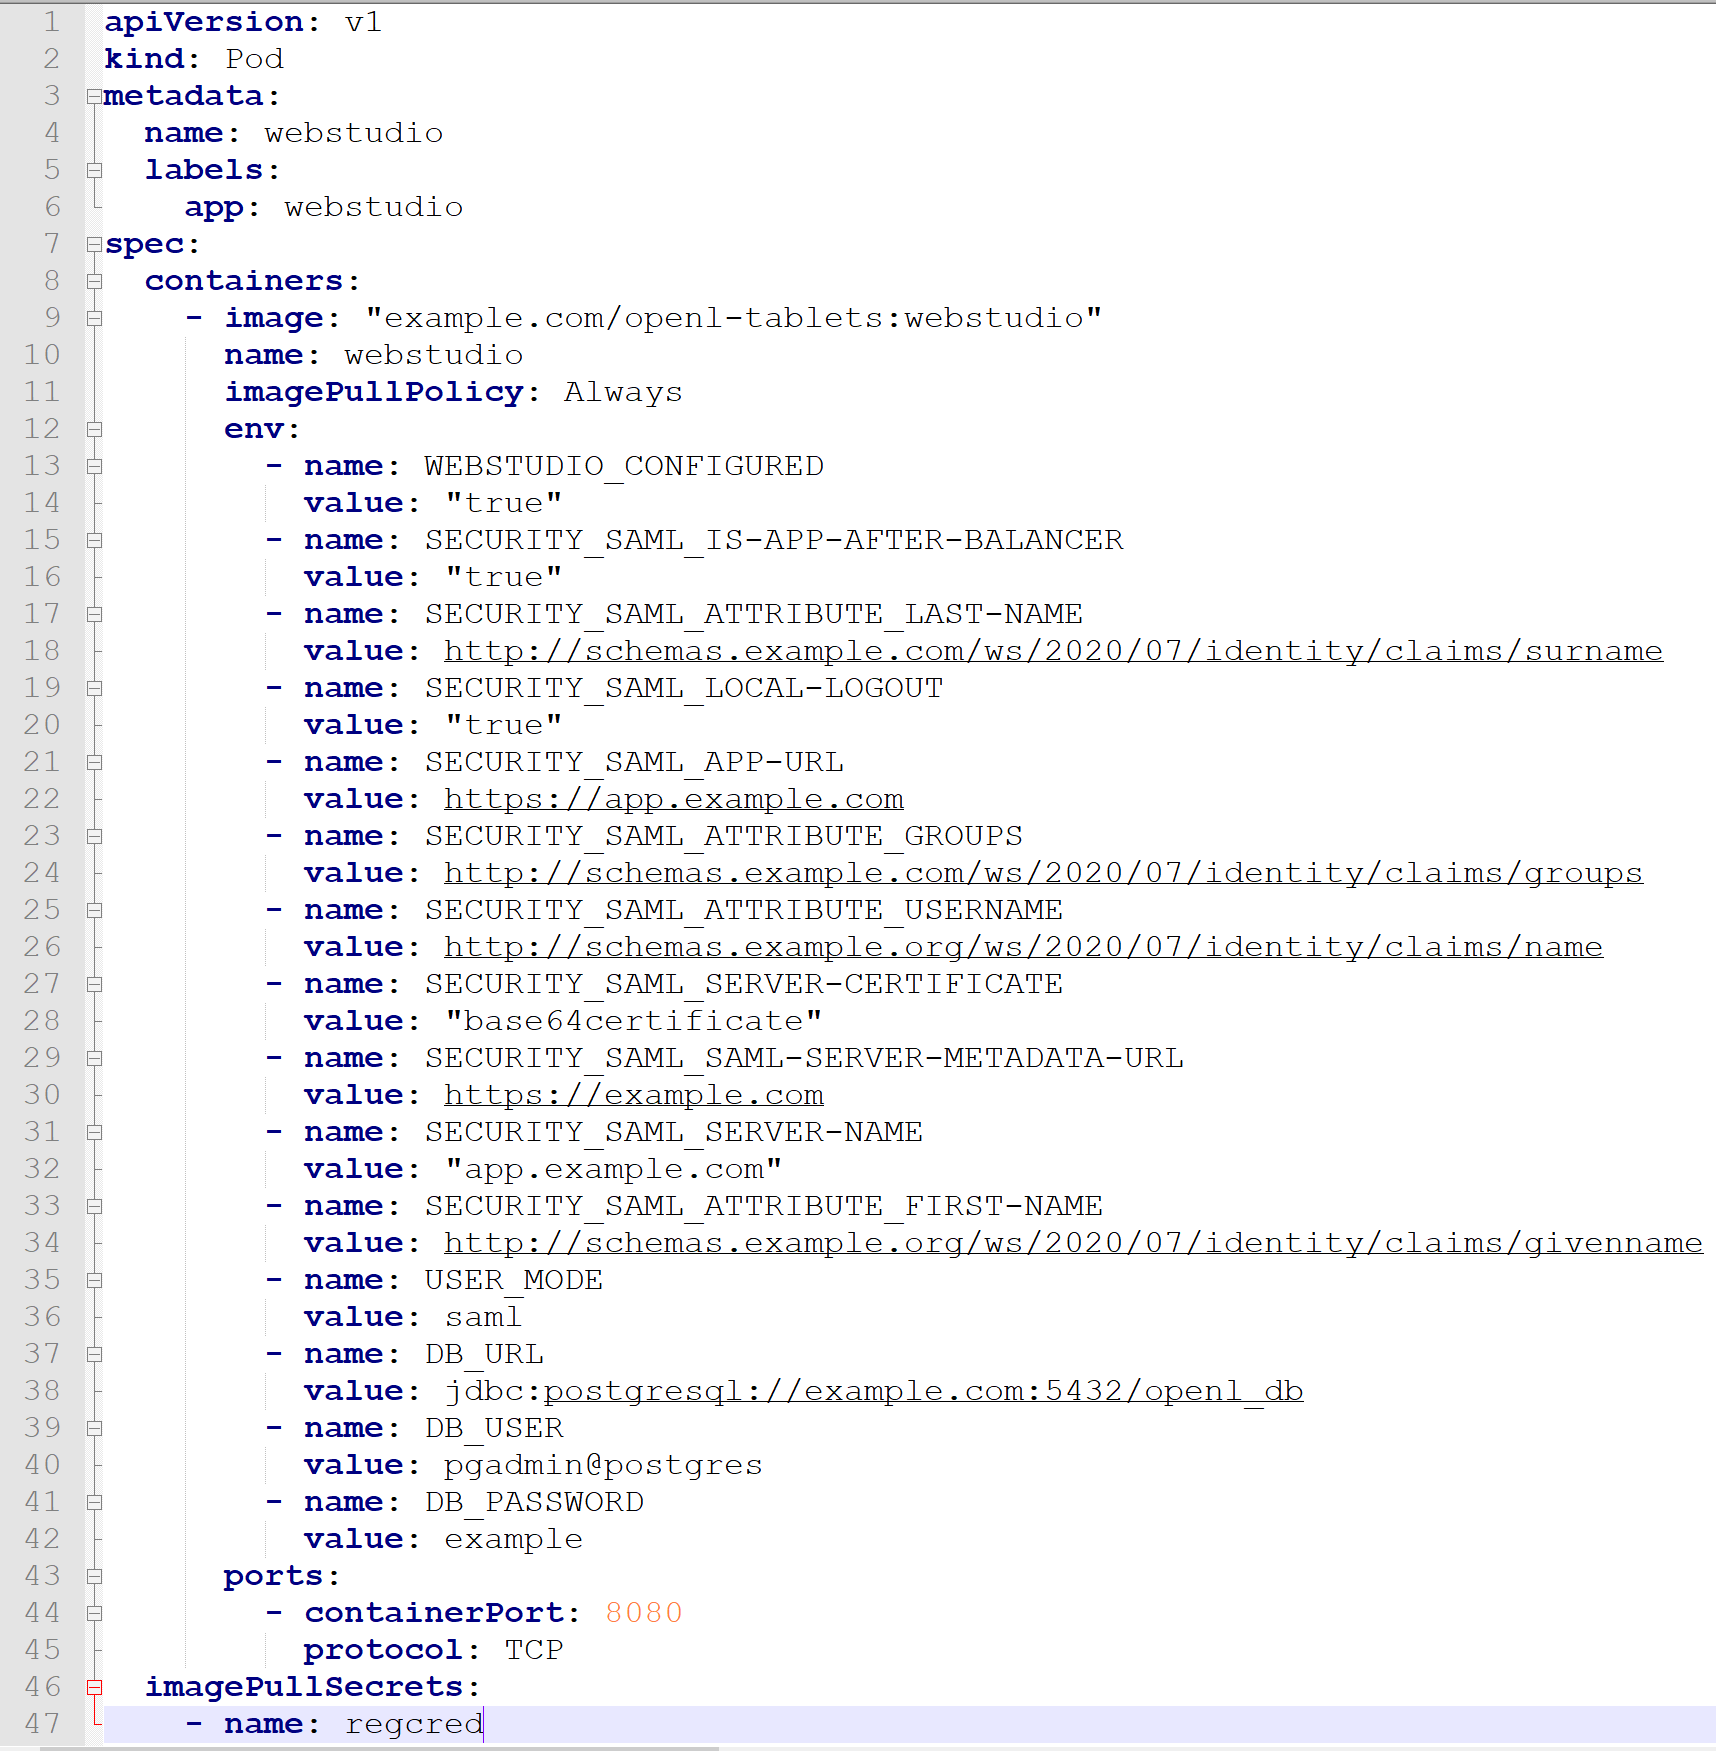 1 apiVersion: v1
2 kind: Pod
3 metadata:
4   name: webstudio
5   labels:
6     app: webstudio
7 spec:
8   containers:
9     - image: "example.com/openl-tablets:webstudio"
10       name: webstudio
11       imagePullPolicy: Always
12       env:
13         - name: WEBSTUDIO_CONFIGURED
14           value: "true"
15         - name: SECURITY_SAML_IS-APP-AFTER-BALANCER
16           value: "true"
17         - name: SECURITY_SAML_ATTRIBUTE_LAST-NAME
18           value: http://schemas.example.com/ws/2020/07/identity/claims/surname
19         - name: SECURITY_SAML_LOCAL-LOGOUT
20           value: "true"
21         - name: SECURITY_SAML_APP-URL
22           value: https://app.example.com
23         - name: SECURITY_SAML_ATTRIBUTE_GROUPS
24           value: http://schemas.example.com/ws/2020/07/identity/claims/groups
25         - name: SECURITY_SAML_ATTRIBUTE_USERNAME
26           value: http://schemas.example.org/ws/2020/07/identity/claims/name
27         - name: SECURITY_SAML_SERVER-CERTIFICATE
28           value: "base64certificate"
29         - name: SECURITY_SAML_SAML-SERVER-METADATA-URL
30           value: https://example.com
31         - name: SECURITY_SAML_SERVER-NAME
32           value: "app.example.com"
33         - name: SECURITY_SAML_ATTRIBUTE_FIRST-NAME
34           value: http://schemas.example.org/ws/2020/07/identity/claims/givenname
35         - name: USER_MODE
36           value: saml
37         - name: DB_URL
38           value: jdbc:postgresql://example.com:5432/openl_db
39         - name: DB_USER
40           value: pgadmin@postgres
41         - name: DB_PASSWORD
42           value: example
43       ports:
44         - containerPort: 8080
45           protocol: TCP
46   imagePullSecrets:
47     - name: regcred